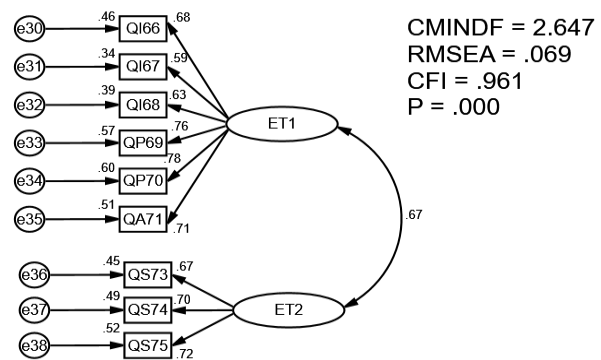 CMINDF = 2.647
RMSEA = .069
CFI = .961
P = .000
e30 .46 QI66 .68
e31 .34 QI67 .59
e32 .39 QI68 .63
ET1
e33 .57 QP69 .76
e34 .60 QP70 .78
e35 .51 QA71 .71
.67
e36 .45 QS73 .67
e37 .49 QS74 .70
ET2
e38 .52 QS75 .72